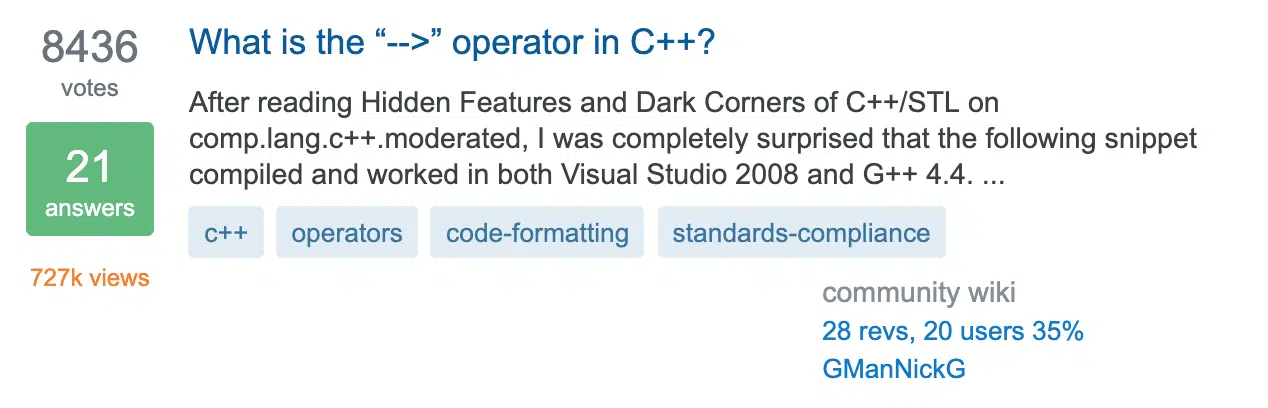 8436
votes
21
answers
727k views
What is the “-->” operator in C++?
After reading Hidden Features and Dark Corners of C++/STL on
comp.lang.c++.moderated, I was completely surprised that the following snippet
compiled and worked in both Visual Studio 2008 and G++ 4.4. ...
c++ operators code-formatting standards-compliance
community wiki
28 revs, 20 users 35%
GManNickG